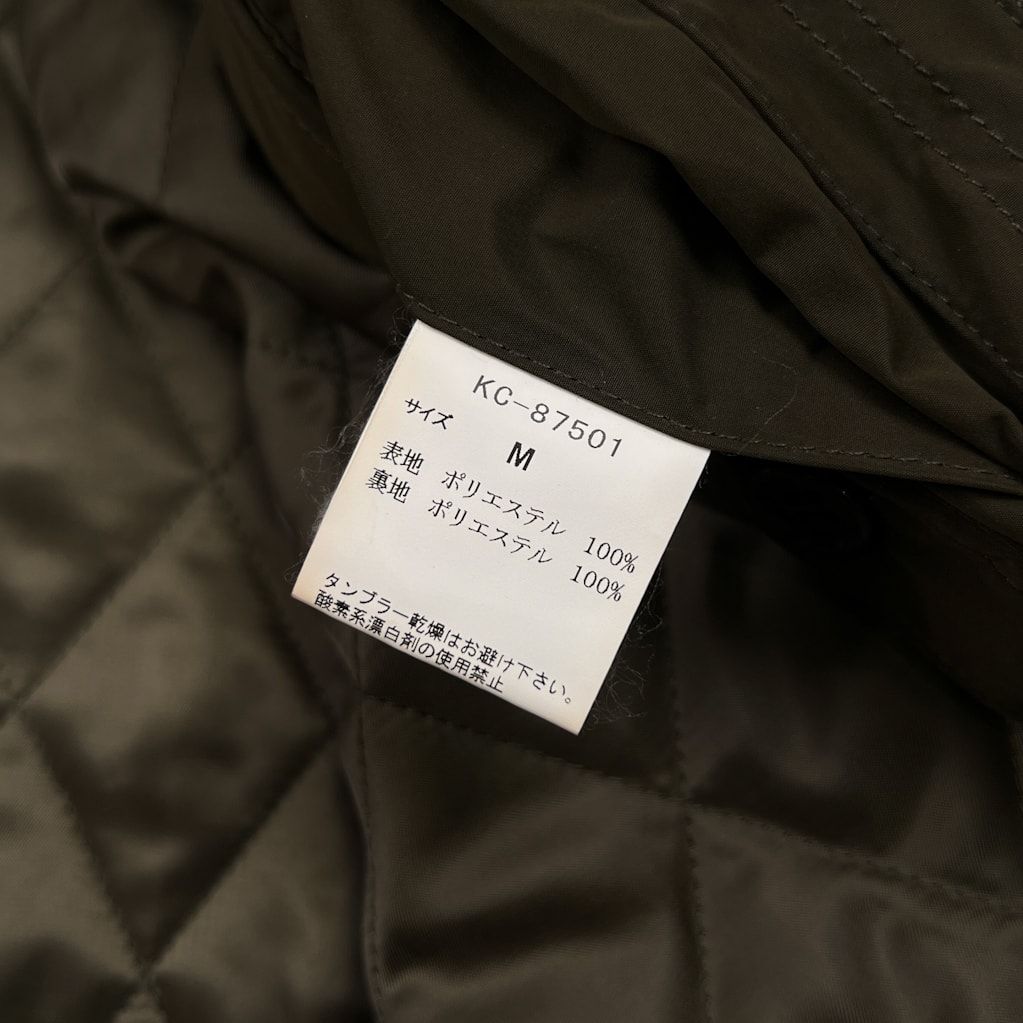 KC-87501
サイズ M
表地 ポリエステル 100%
裏地 ポリエステル 100%
タンブラー乾燥はお避け下さい。
酸素系漂白剤の使用禁止